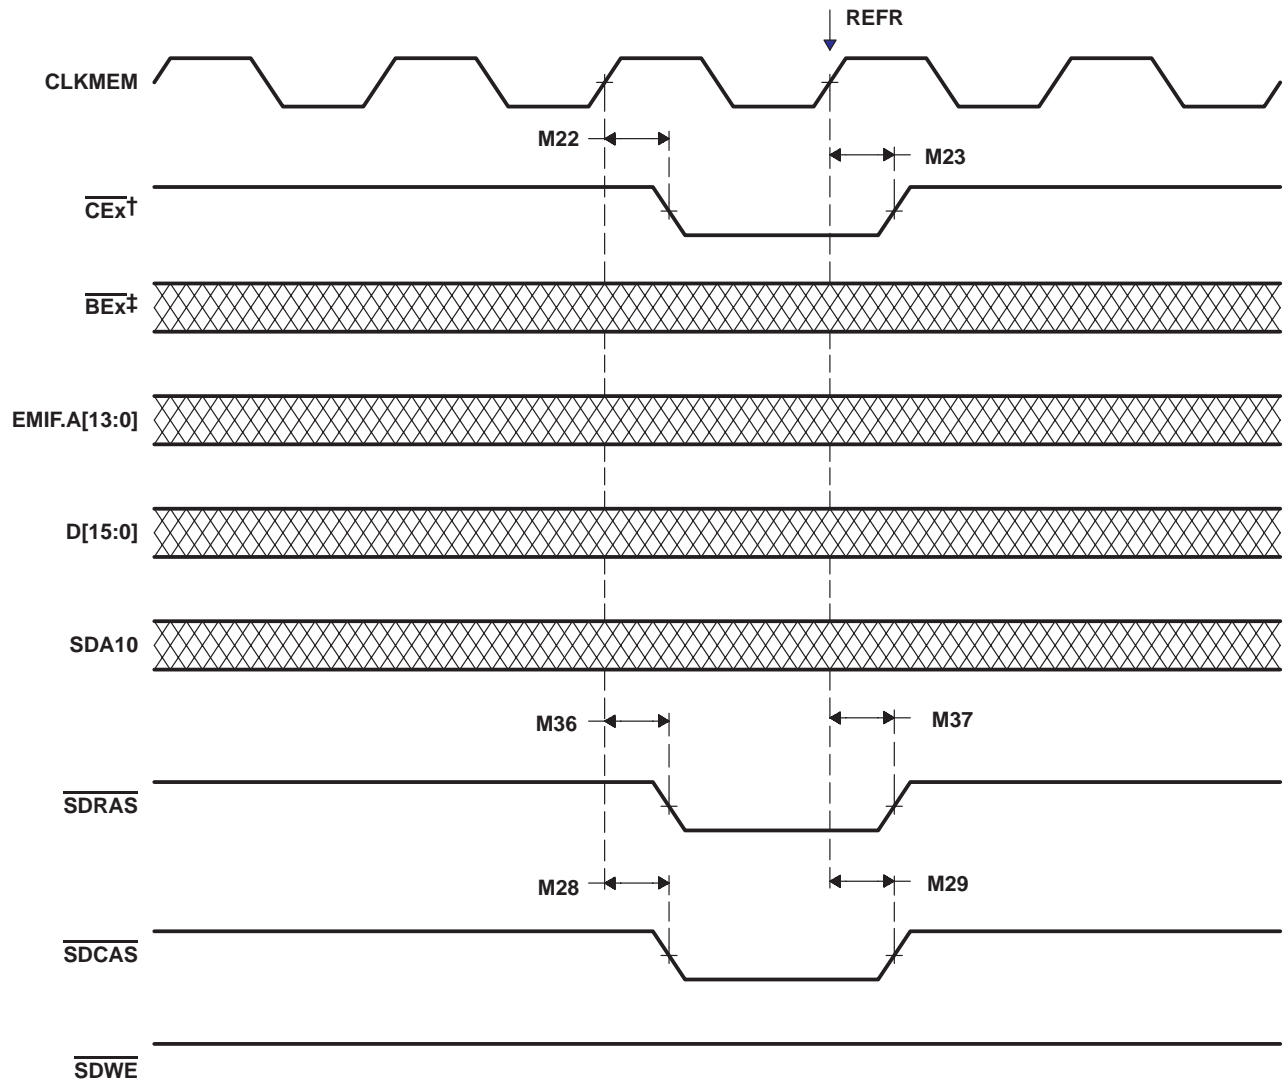 REFR
CLKMEM
M22
M23
CEx†
BEx‡
EMIF.A[13:0]
D[15:0]
SDA10
M36
M37
SDRAS
M28
M29
SDCAS
SDWE